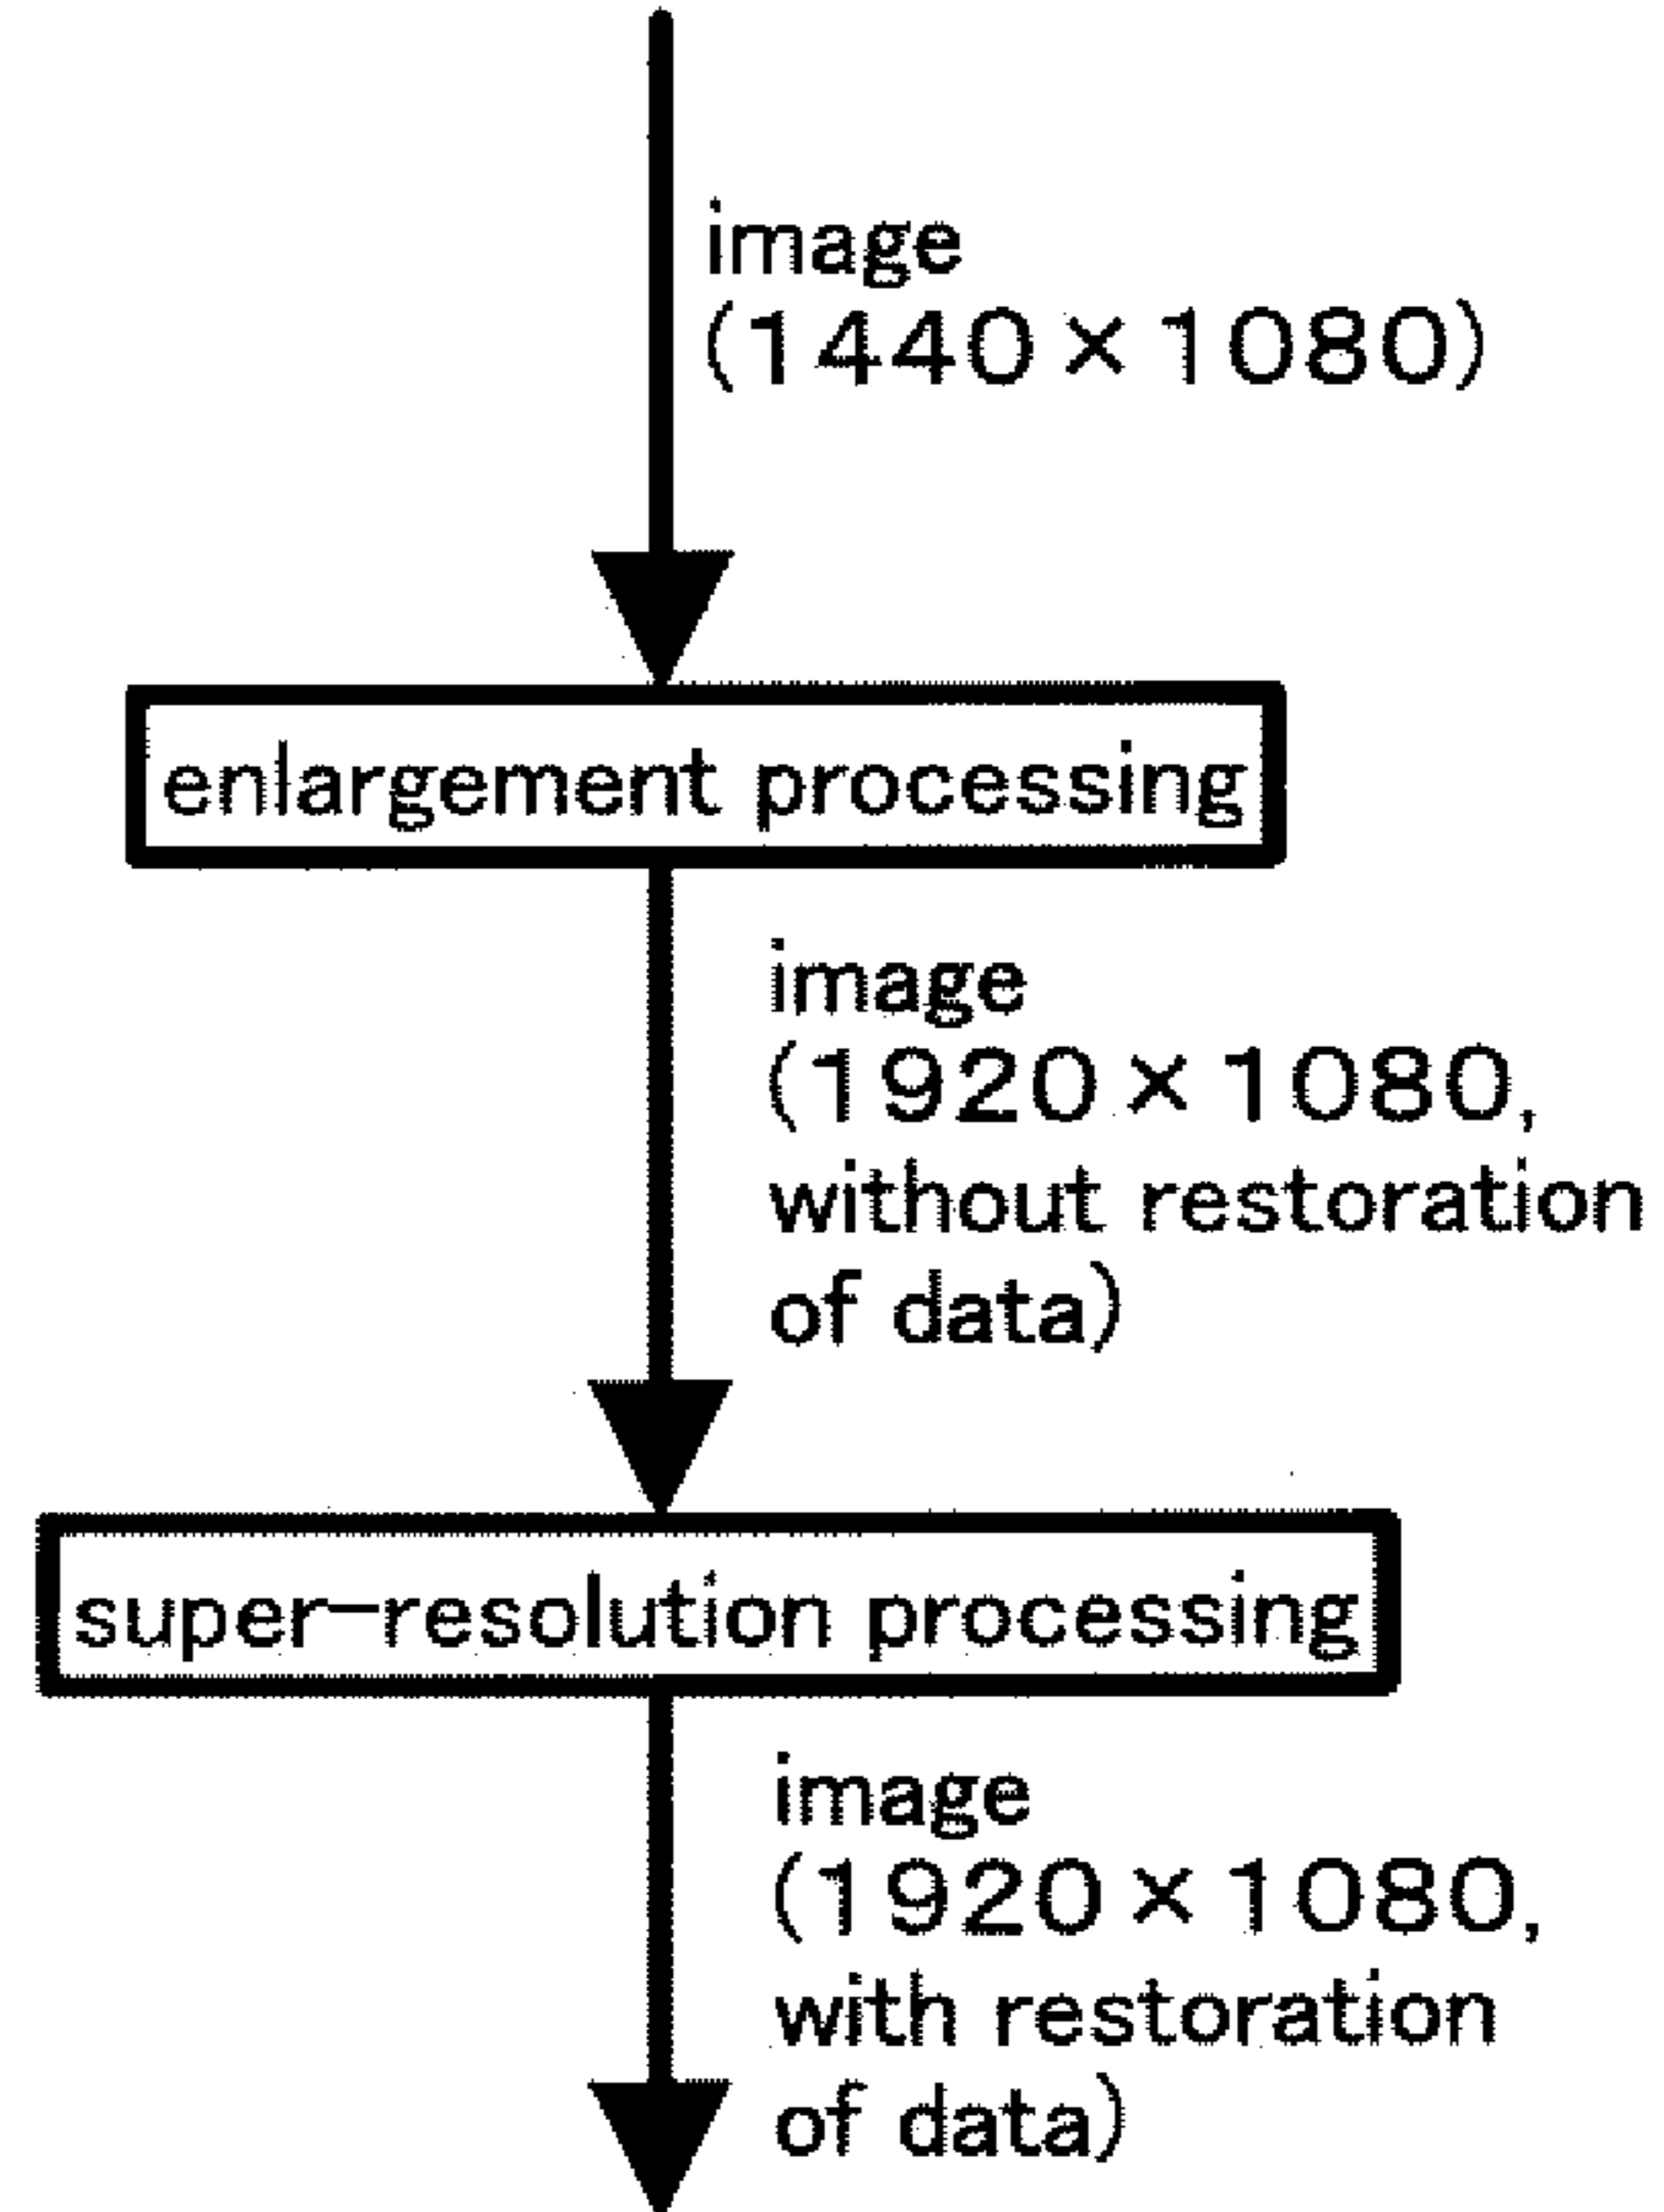 image
(1440×1080)
enlargement processing
image
(1920×1080,
without restoration
of data)
super-resolution processing
image
(1920×1080,
with restoration
of data)